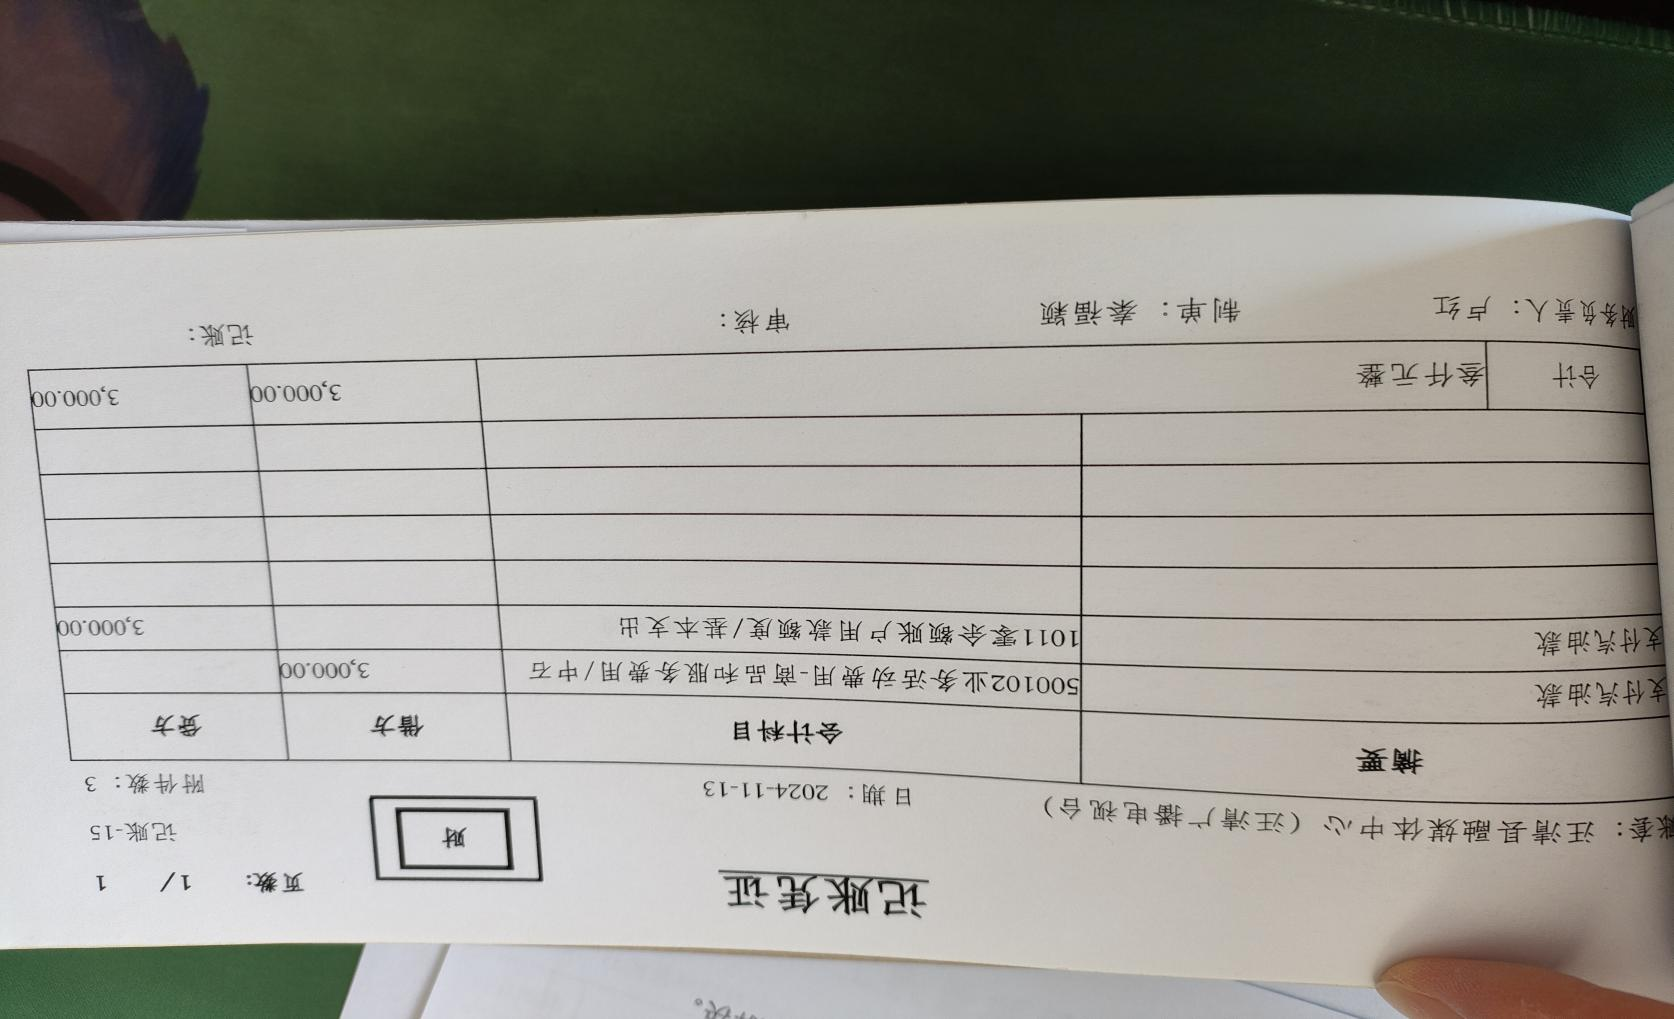 记账凭证
页数: 1/ 1
财
记账-15
账套：汪清县融媒体中心（汪清广播电视台）
日期：2024-11-13
附件数：3
摘要 会计科目 借方 贷方
支付汽油款 500102业务活动费用-商品和服务费用/中石 3,000.00
支付汽油款 1011零余额账户用款额度/基本支出 3,000.00
合计 叁仟元整 3,000.00 3,000.00
财务负责人：卢红 制单：秦福颖 审核： 记账：